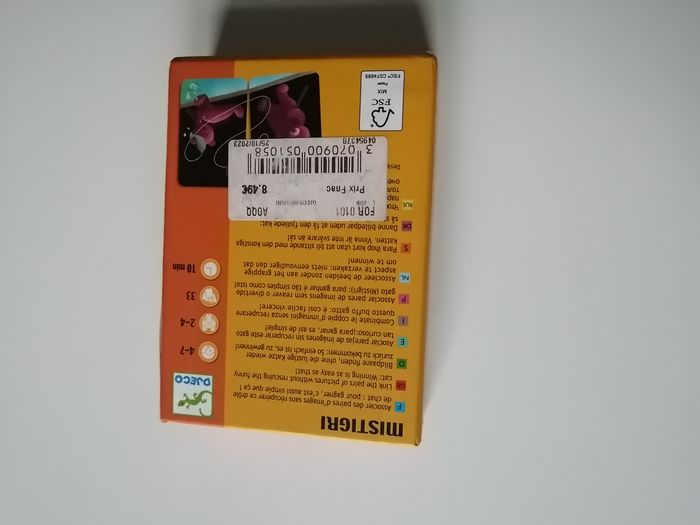 MISTIGRI
F Associer des paires d'images sans récupérer ce drôle
de chat : pour gagner, c'est aussi simple que ça !
GB Link the pairs of pictures without rescuing the funny
cat: Winning is as easy as that!
D Bildpaare finden, ohne die lustige Katze wieder
zurück zu bekommen: So einfach ist es, zu gewinnen!
E Asociar parejas de imágenes sin recuperar este gato
tan curioso: ¡para ganar, es así de simple!
I Combinate le coppie d'immagini senza recuperare
questo buffo gatto: è così facile vincere!
P Associar pares de imagens sem reaver o divertido
gato (Mistigri): para ganhar é tão simples como isto!
NL Associeer de beelden zonder aan het grappige
aspect te verzaken: niets eenvoudiger dan dat
om te winnen!
S Para ihop kort utan att bli sittande med den konstiga
katten. Vinna är inte svårare än så!
DK Danne billedpar uden at få den fjollede kat:
så
RUS
DJECO
4-7
2-4
33
10 min
FOR 0101
A0QQ
DJECO MISTIGRI
Prix Fnac
8.49€
3 070900 051058
04954378
25/10/2023
FSC
MIX
Paper
FSC® C074685